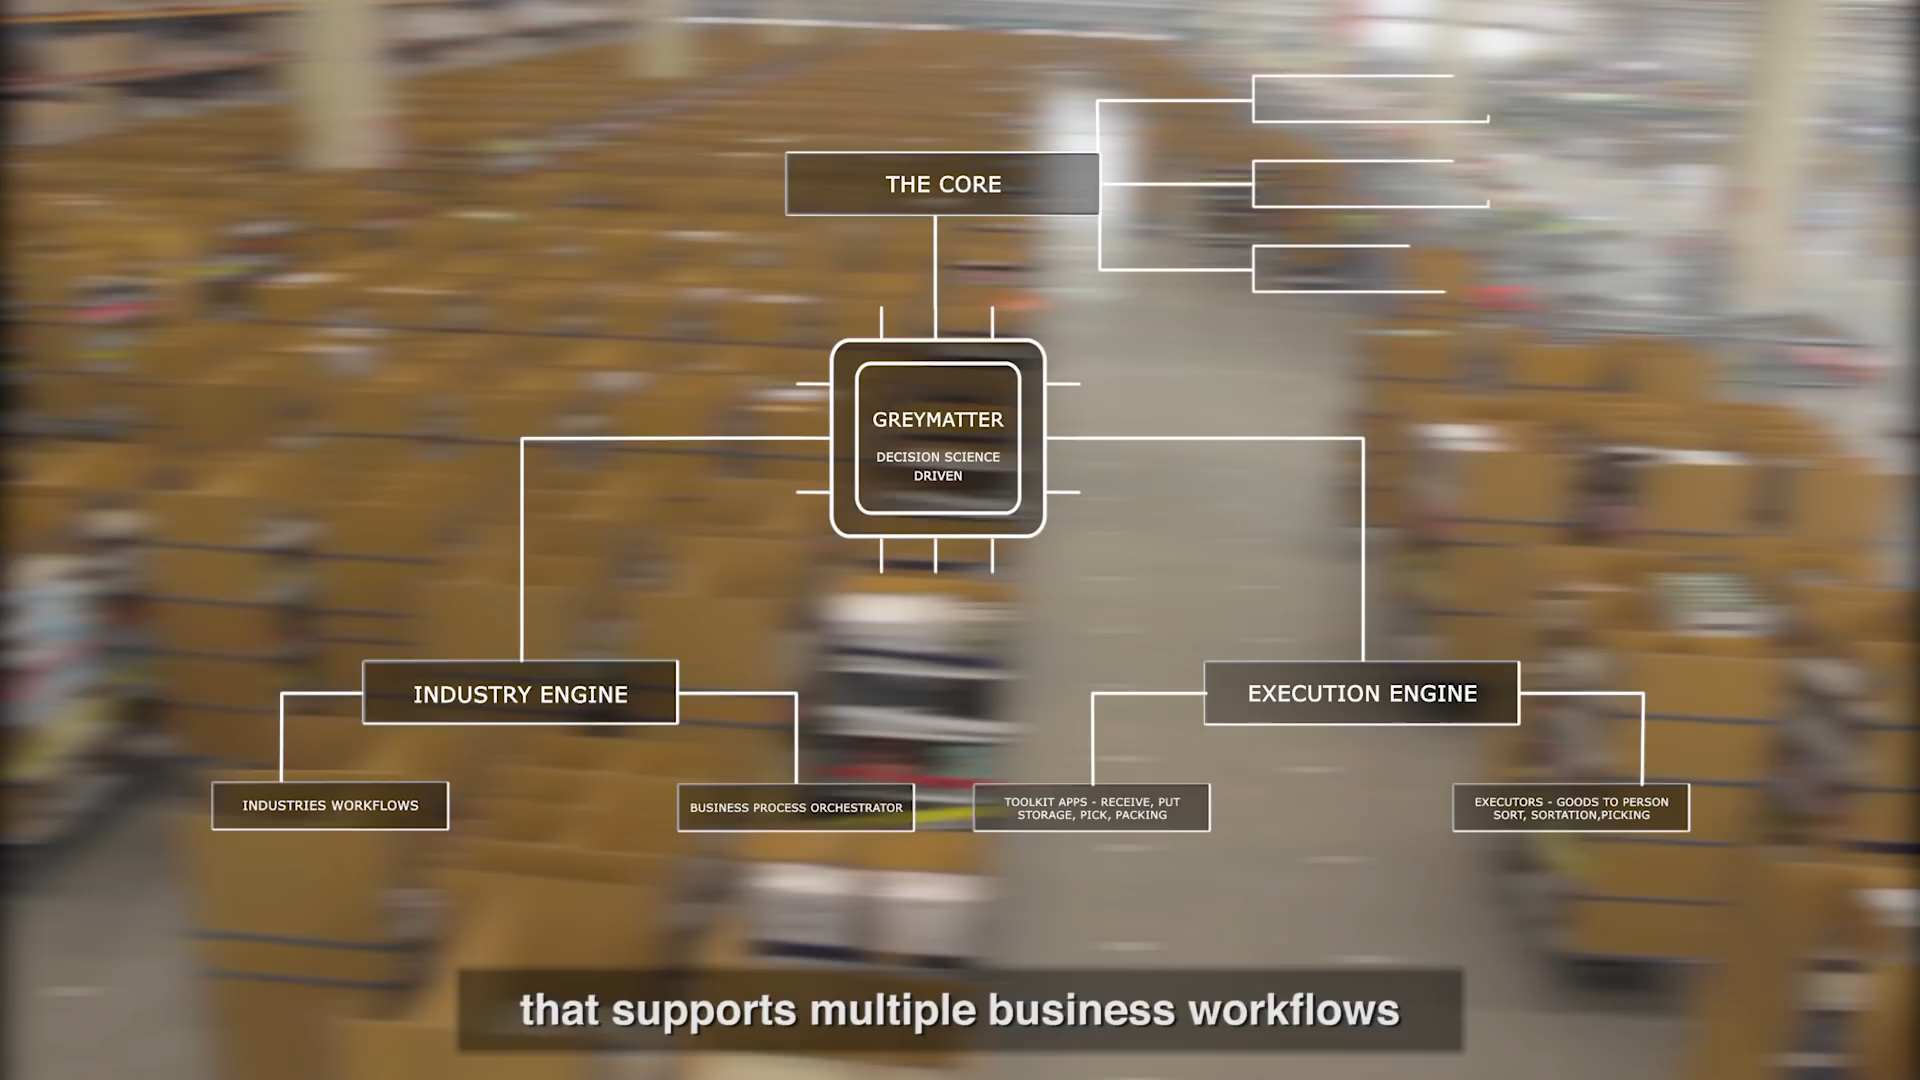 THE CORE
GREYMATTER
DECISION SCIENCE
DRIVEN
INDUSTRY ENGINE
EXECUTION ENGINE
INDUSTRIES WORKFLOWS
BUSINESS PROCESS ORCHESTRATOR
TOOLKIT APPS - RECEIVE, PUT
STORAGE, PICK, PACKING
EXECUTORS - GOODS TO PERSON
SORT, SORTATION,PICKING
that supports multiple business workflows